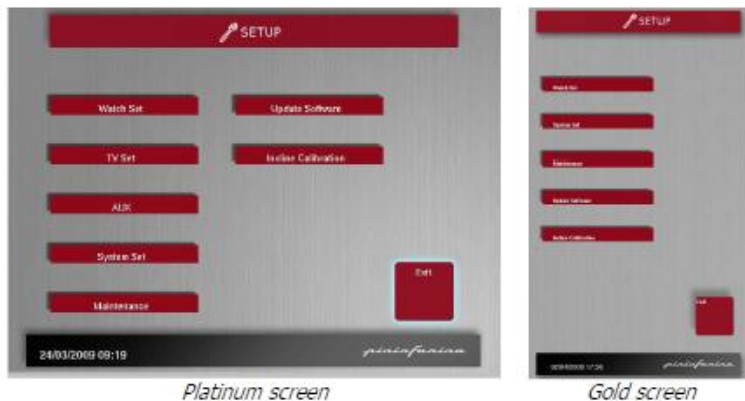 SETUP
Watch Set
Update Software
TV Set
Incline Calibration
AUX
System Set
Maintenance
Exit
24/03/2009 09:19
pininfarina
Platinum screen
SETUP
Watch Set
System Set
Maintenance
Update Software
Incline Calibration
Exit
pininfarina
Gold screen